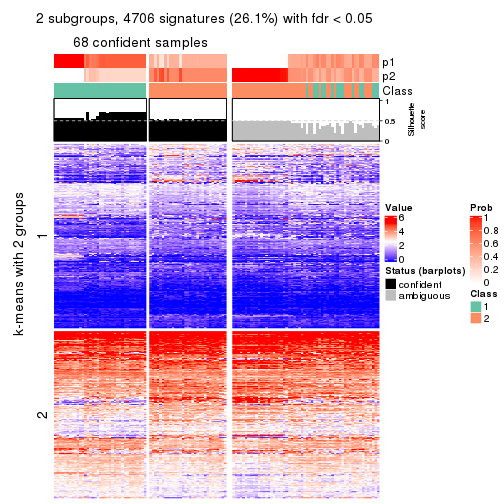 2 subgroups, 4706 signatures (26.1%) with fdr < 0.05
68 confident samples
p1
p2
Class
1
0.5
0
Silhouette
score
k-means with 2 groups
1
2
Value
6
4
2
0
Status (barplots)
confident
ambiguous
Prob
1
0.8
0.6
0.4
0.2
0
Class
1
2